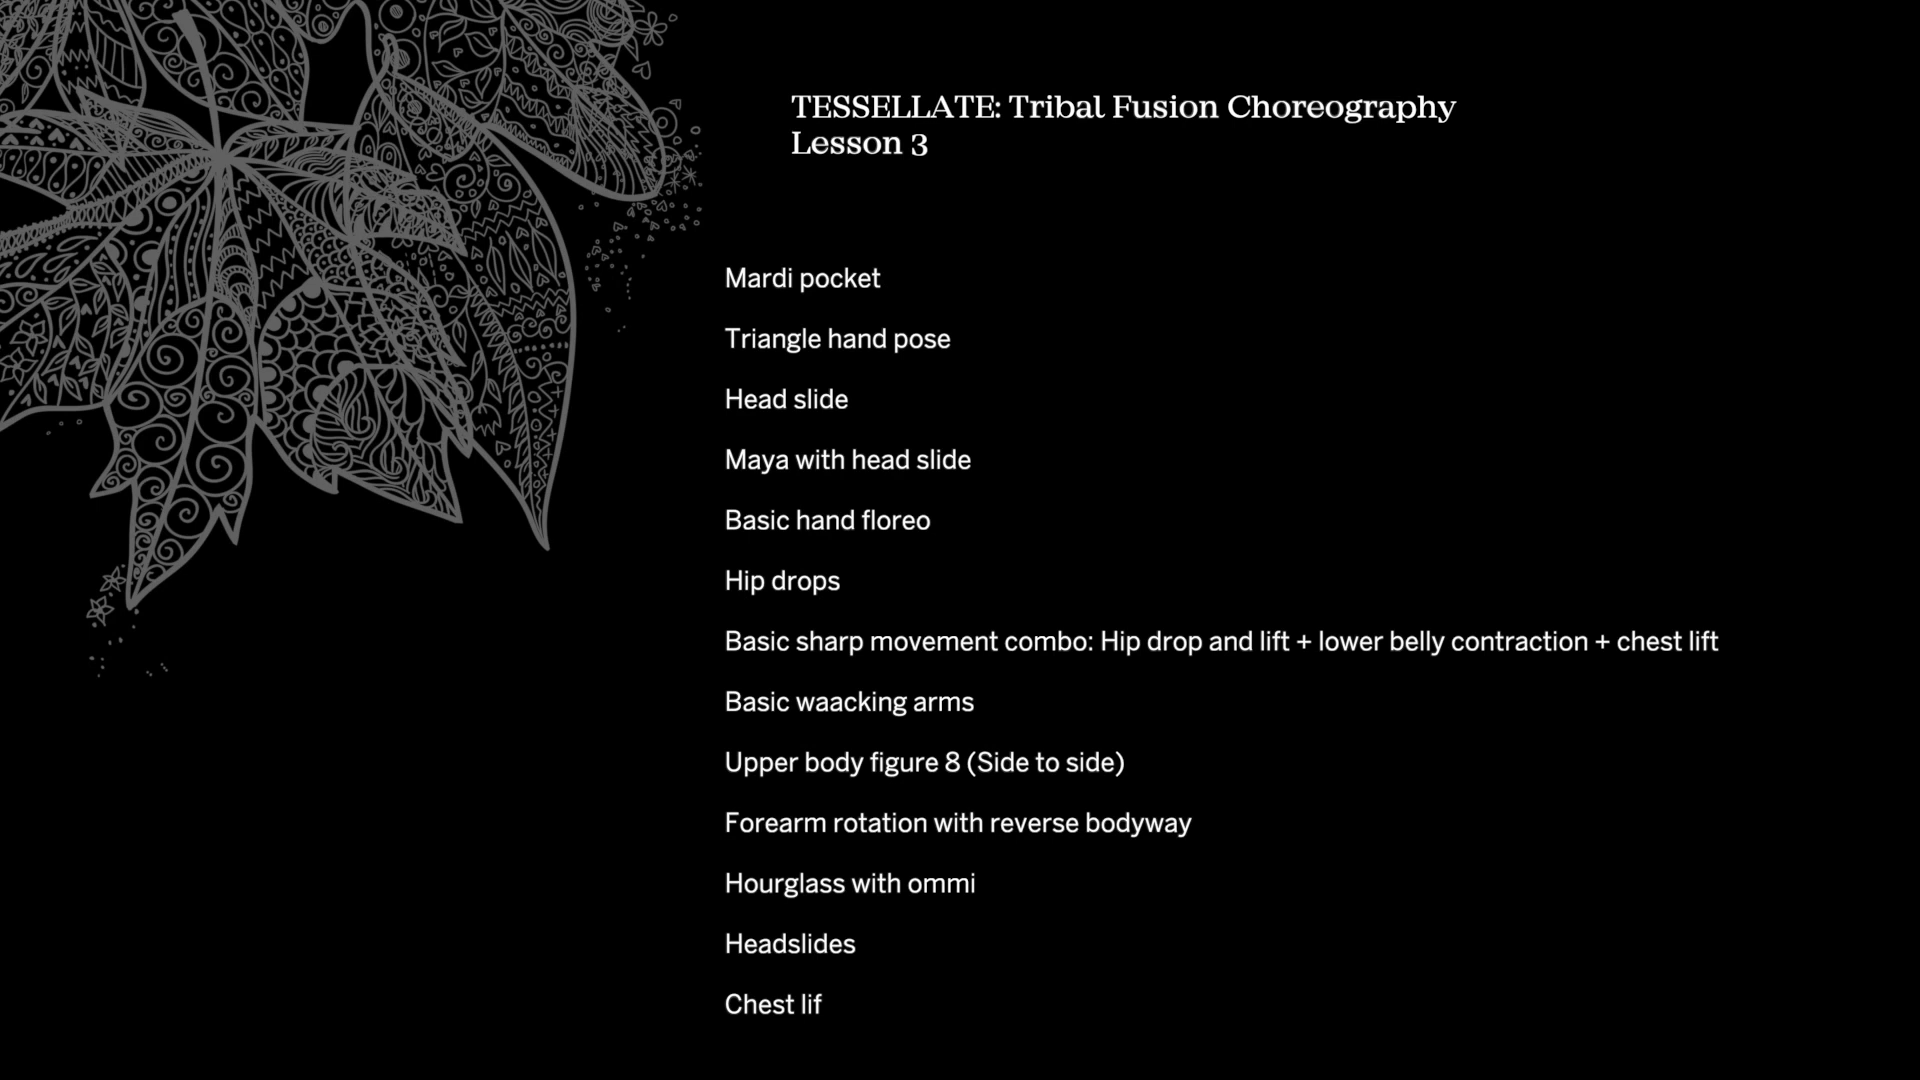 TESSELLATE: Tribal Fusion Choreography
Lesson 3
Mardi pocket
Triangle hand pose
Head slide
Maya with head slide
Basic hand floreo
Hip drops
Basic sharp movement combo: Hip drop and lift + lower belly contraction + chest lift
Basic waacking arms
Upper body figure 8 (Side to side)
Forearm rotation with reverse bodyway
Hourglass with ommi
Headslides
Chest lif